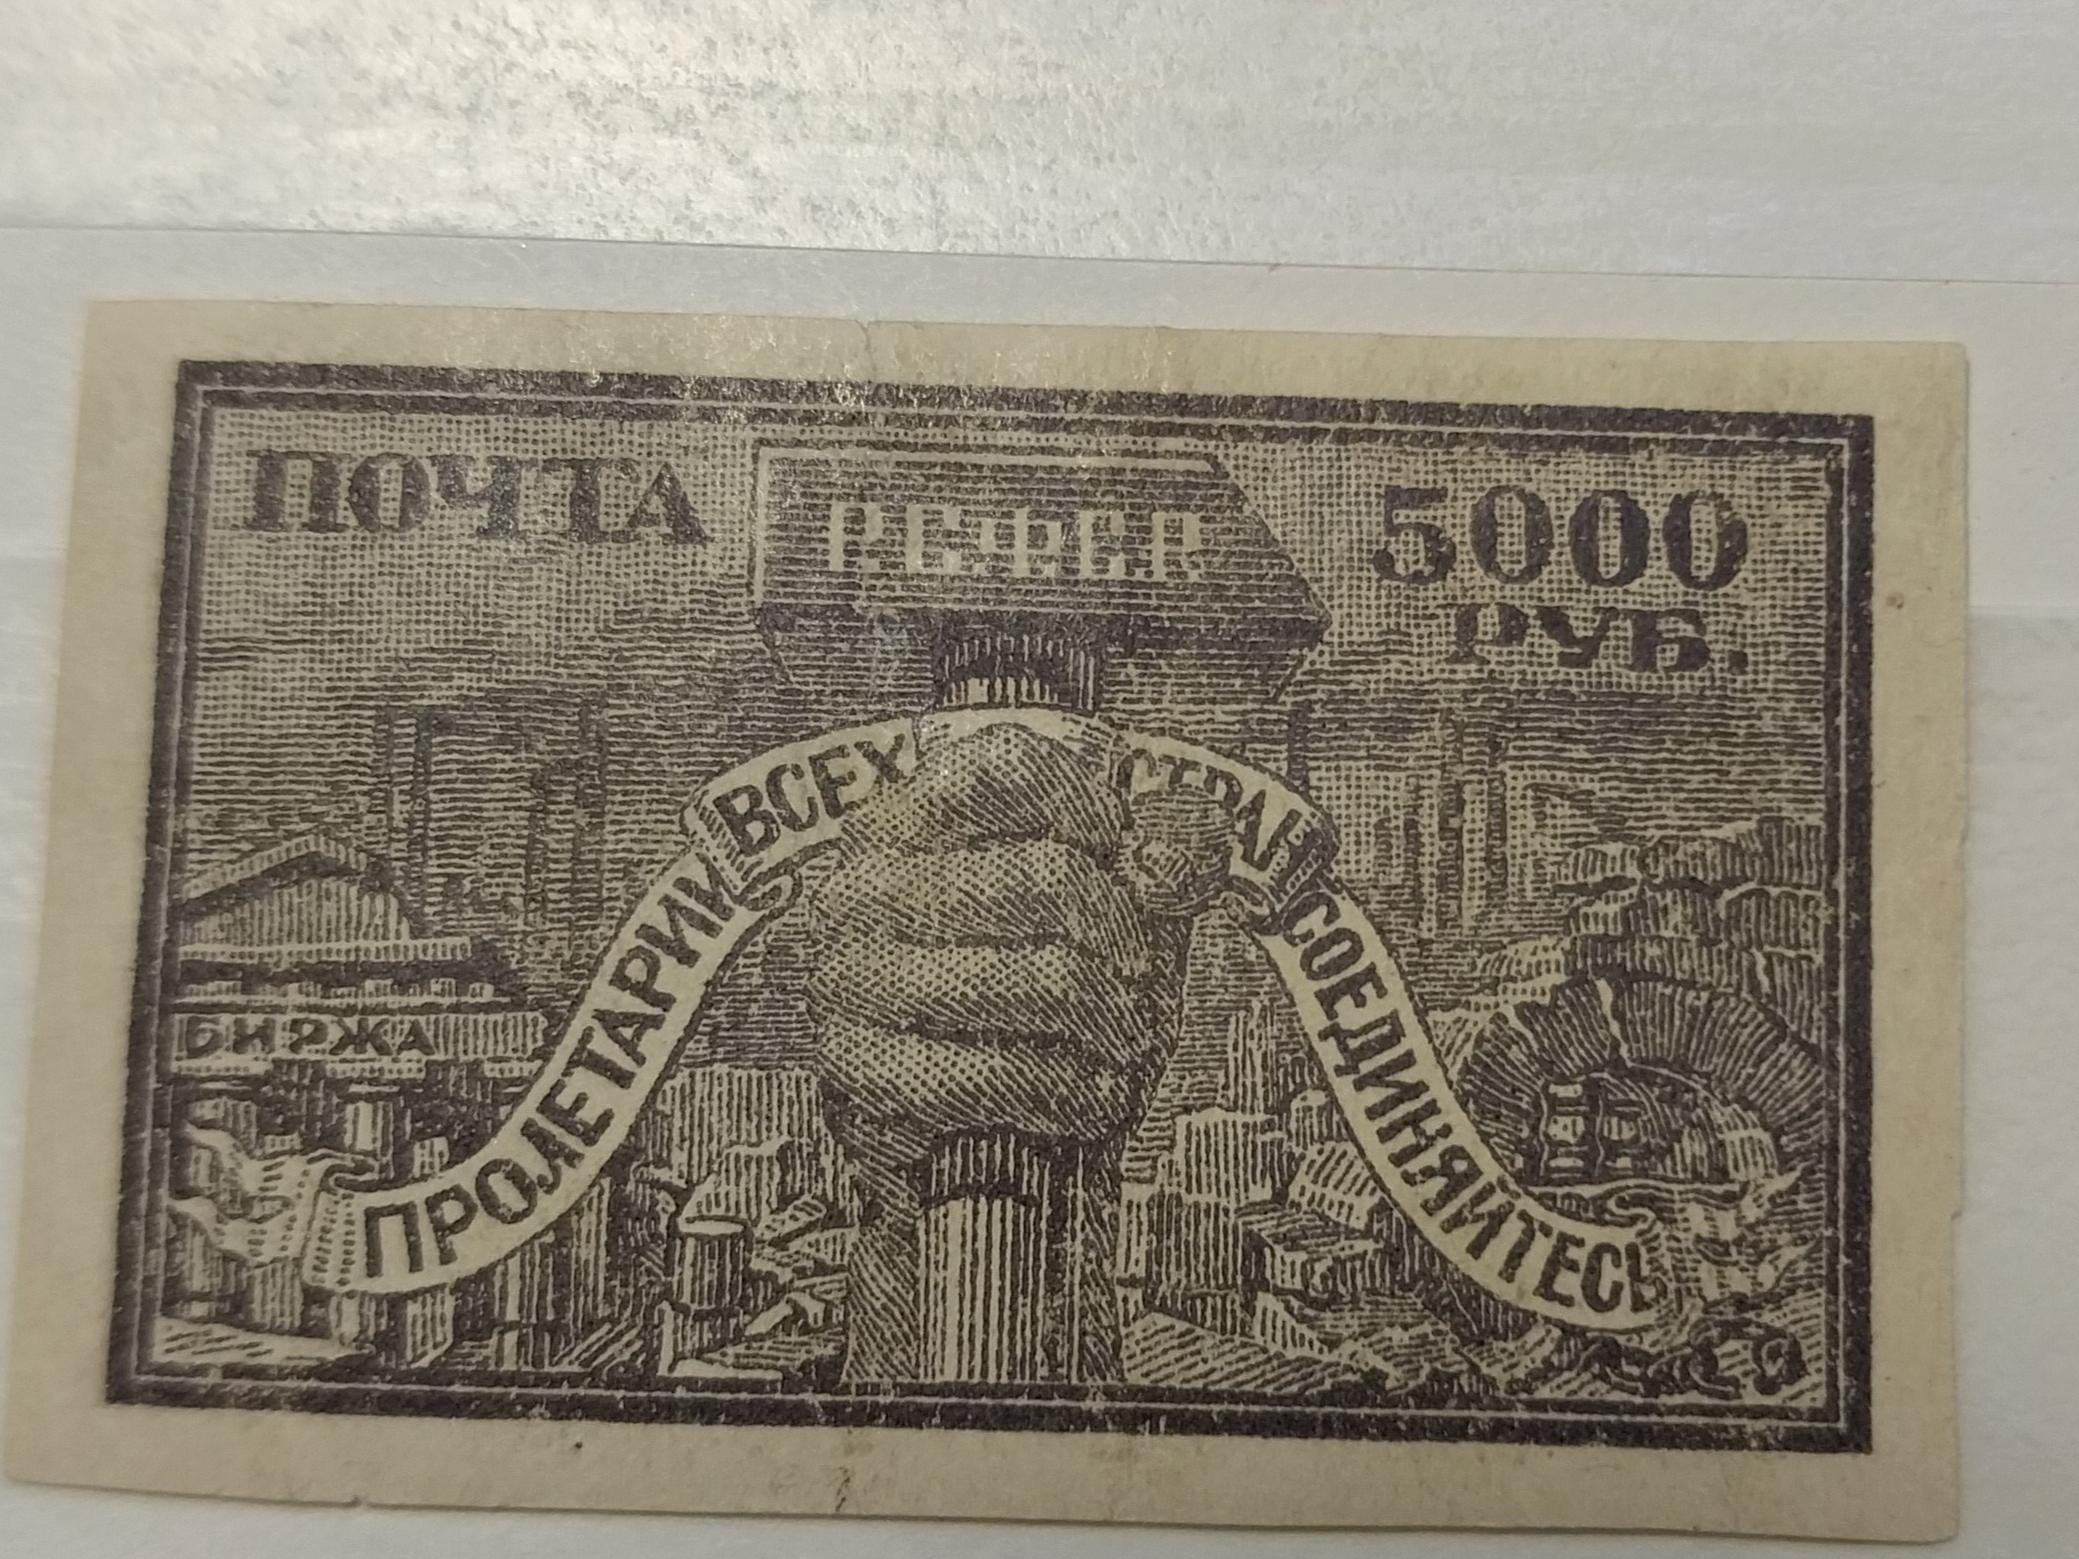 ПОЧТА
Р.С.Ф.С.Р.
5000
РУБ.
ПРОЛЕТАРИИ ВСЕХ СТРАН СОЕДИНЯЙТЕСЬ
БИРЖА